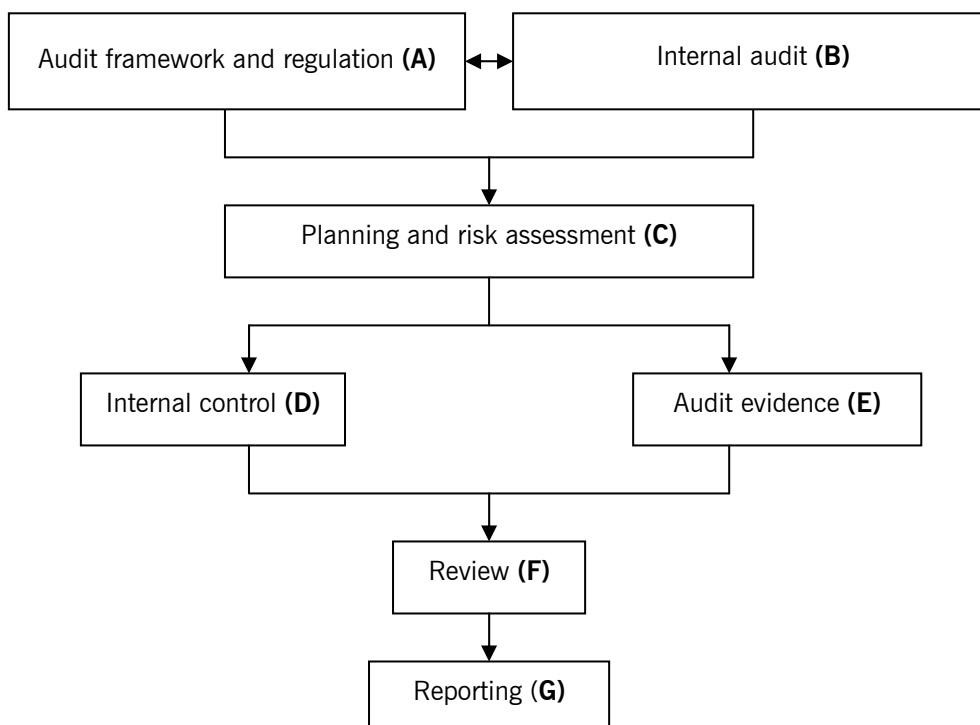 Audit framework and regulation (A)
Internal audit (B)
Planning and risk assessment (C)
Internal control (D)
Audit evidence (E)
Review (F)
Reporting (G)